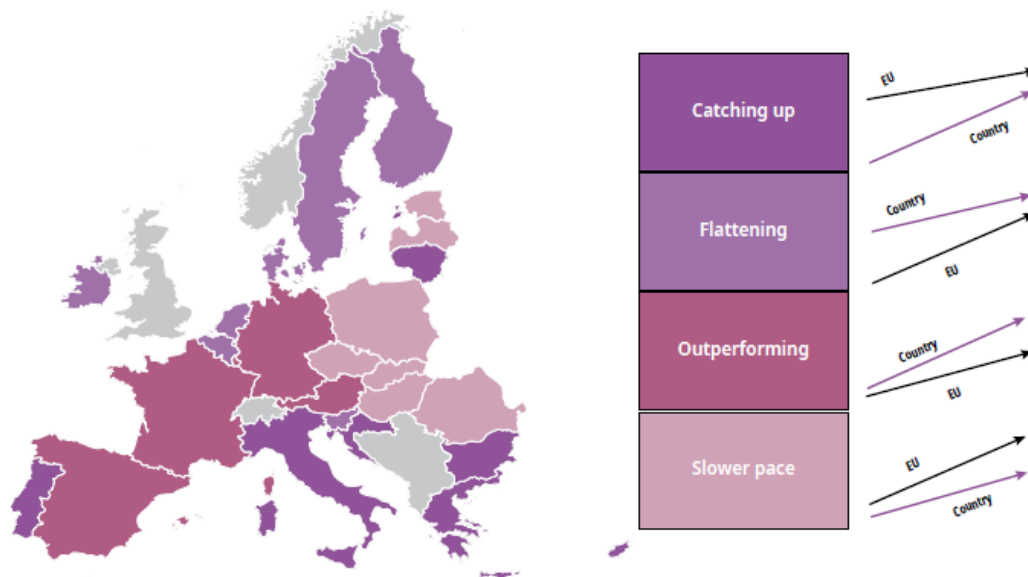 Catching up
EU
Country
Flattening
Country
EU
Outperforming
Country
EU
Slower pace
EU
Country